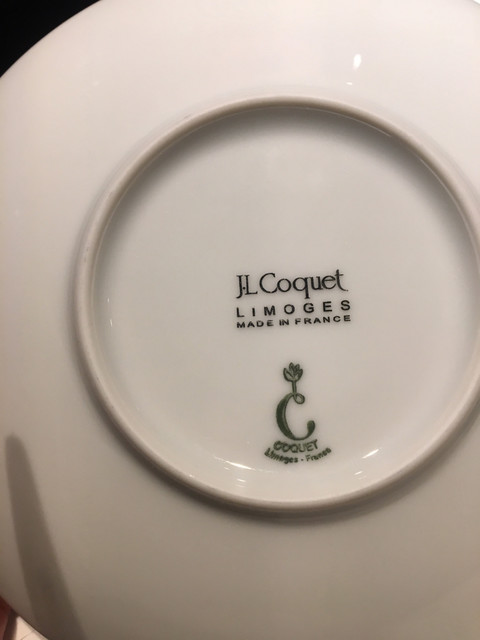 J.L Coquet
LIMOGES
MADE IN FRANCE
C
COQUET
Limoges - France